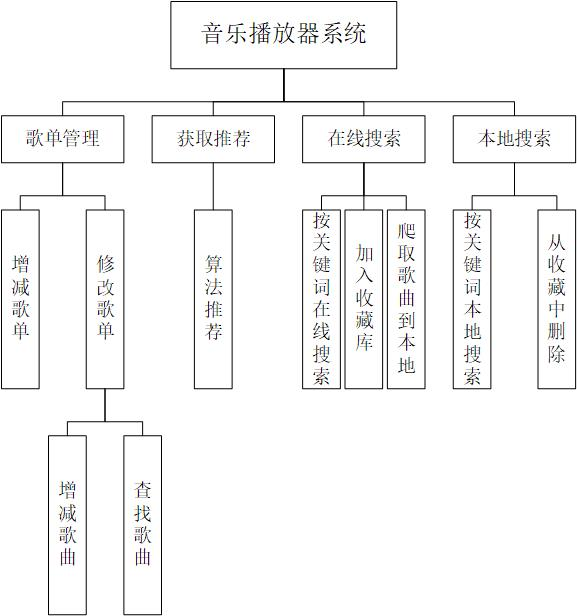 音乐播放器系统
歌单管理
获取推荐
在线搜索
本地搜索
增减歌单
修改歌单
算法推荐
按关键词在线搜索
加入收藏库
爬取歌曲到本地
按关键词本地搜索
从收藏中删除
增减歌曲
查找歌曲